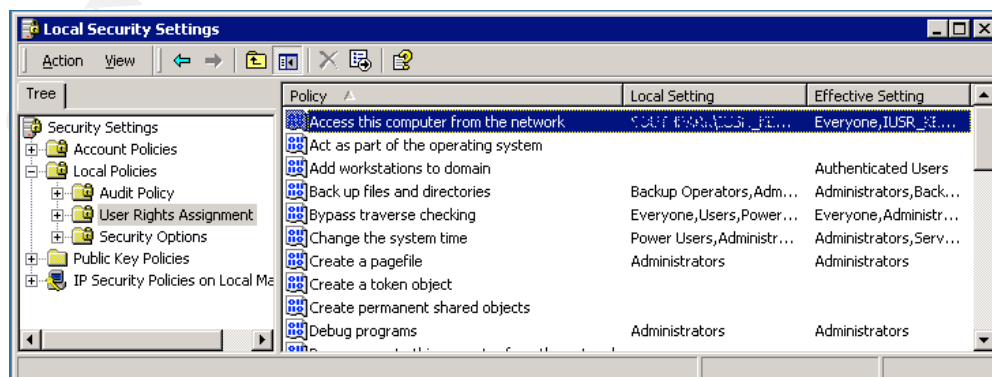 Local Security Settings
Action View
Tree
Policy Local Setting Effective Setting
Security Settings
Account Policies
Local Policies
Audit Policy
User Rights Assignment
Security Options
Public Key Policies
IP Security Policies on Local Ma
Access this computer from the network Everyone,IUSR_
Act as part of the operating system
Add workstations to domain Authenticated Users
Back up files and directories Backup Operators,Adm... Administrators,Back...
Bypass traverse checking Everyone,Users,Power... Everyone,Administr...
Change the system time Power Users,Administr... Administrators,Serv...
Create a pagefile Administrators Administrators
Create a token object
Create permanent shared objects
Debug programs Administrators Administrators